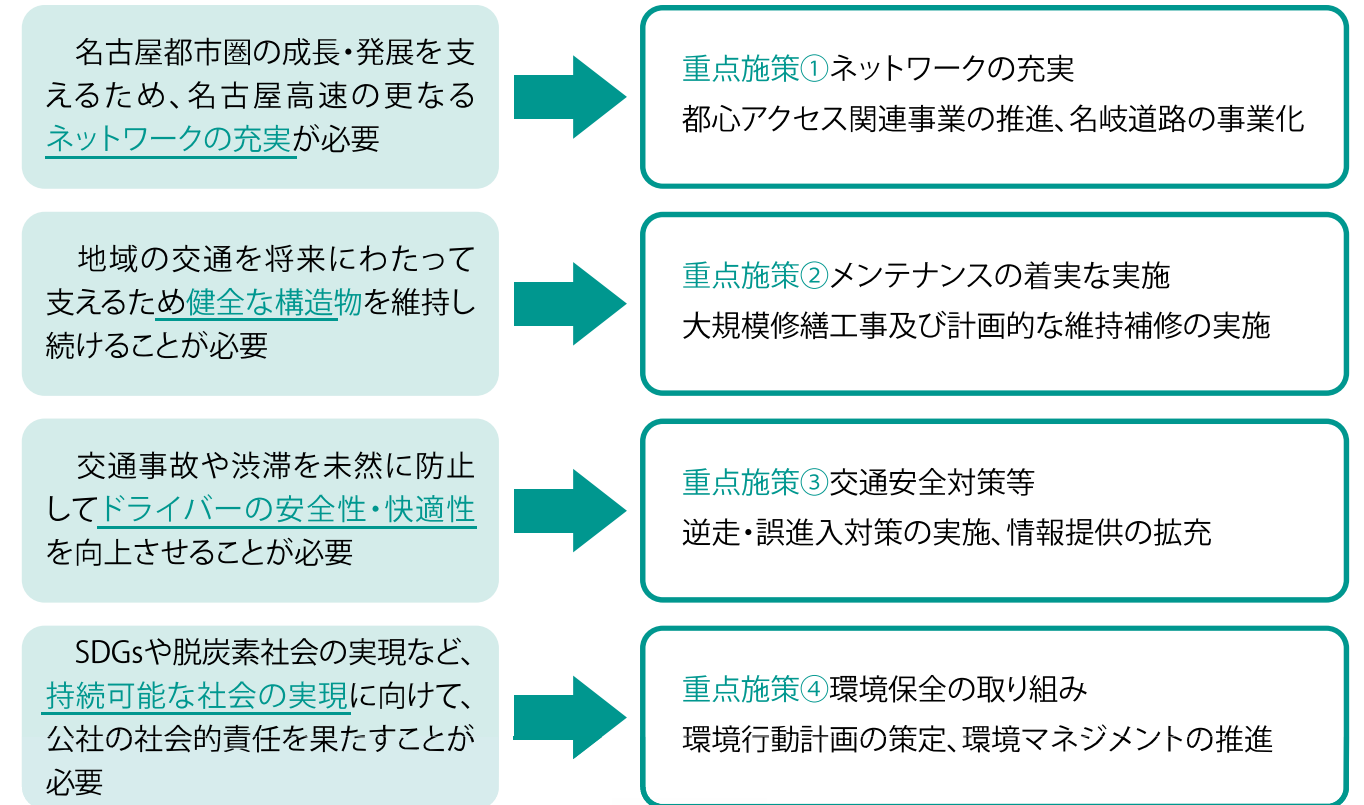 名古屋都市圏の成長・発展を支
えるため、名古屋高速の更なる
ネットワークの充実が必要
重点施策①ネットワークの充実
都心アクセス関連事業の推進、名岐道路の事業化
地域の交通を将来にわたって
支えるため健全な構造物を維持し
続けることが必要
重点施策②メンテナンスの着実な実施
大規模修繕工事及び計画的な維持補修の実施
交通事故や渋滞を未然に防止
してドライバーの安全性・快適性
を向上させることが必要
重点施策③交通安全対策等
逆走・誤進入対策の実施、情報提供の拡充
SDGsや脱炭素社会の実現など、
持続可能な社会の実現に向けて、
公社の社会的責任を果たすことが
必要
重点施策④環境保全の取り組み
環境行動計画の策定、環境マネジメントの推進